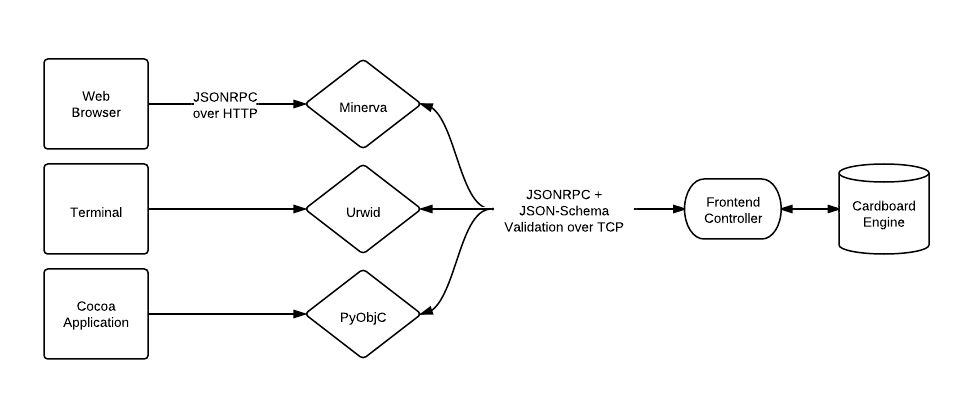 Web
Browser
JSONRPC
over HTTP
Minerva
Terminal
Urwid
JSONRPC +
JSON-Schema
Validation over TCP
Frontend
Controller
Cardboard
Engine
Cocoa
Application
PyObjC